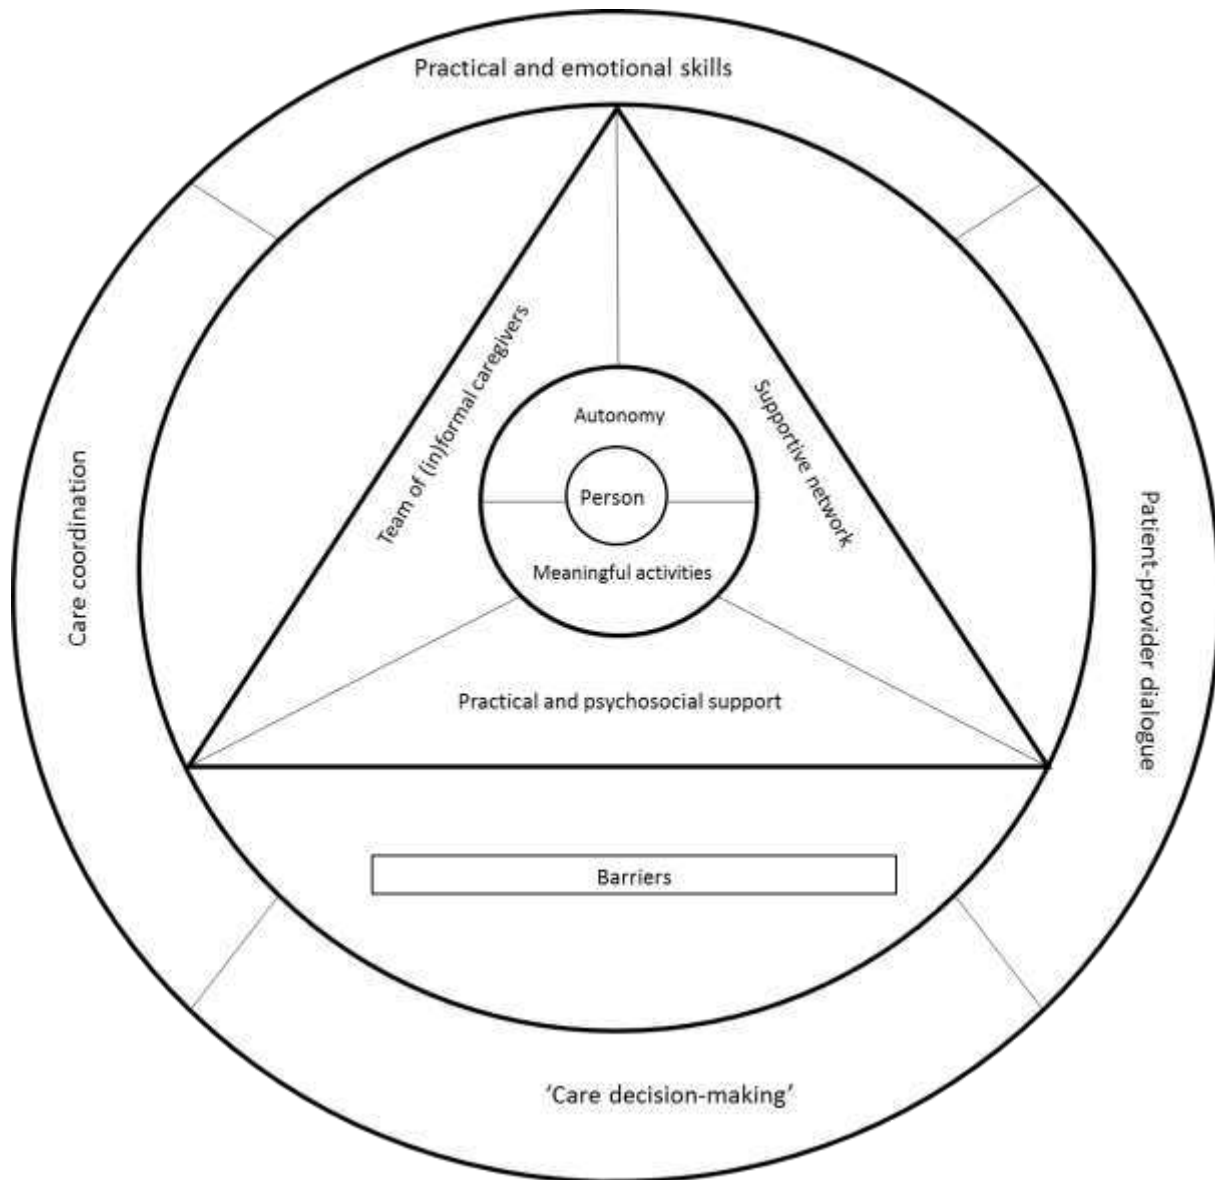 Practical and emotional skills
Team of (in)formal caregivers
Supportive network
Autonomy
Person
Meaningful activities
Care coordination
Patient-provider dialogue
Practical and psychosocial support
Barriers
‘Care decision-making’